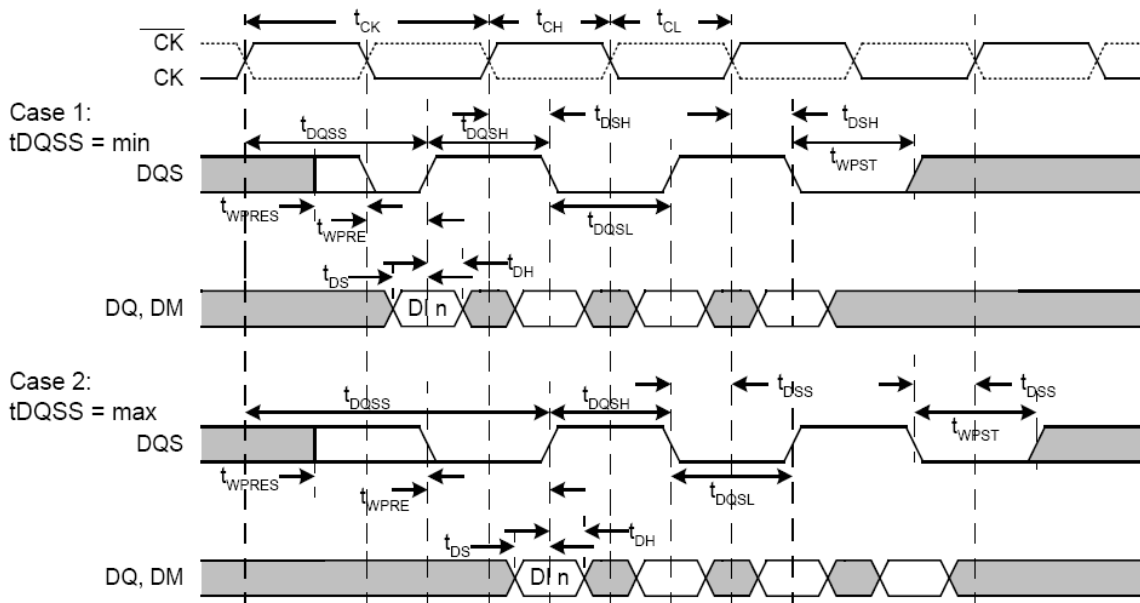 tCK tCH tCL
CK
CK
Case 1:
tDQSS = min
tDQSS tDQSH tDSH tDSH
tWPST
DQS
tWPRES
tWPRE
tDQSL
tDS tDH
DQ, DM
DI n
Case 2:
tDQSS = max
tDQSS tDQSH tDSS tDSS
tWPST
DQS
tWPRES tWPRE tDQSL
tDS tDH
DQ, DM
DI n